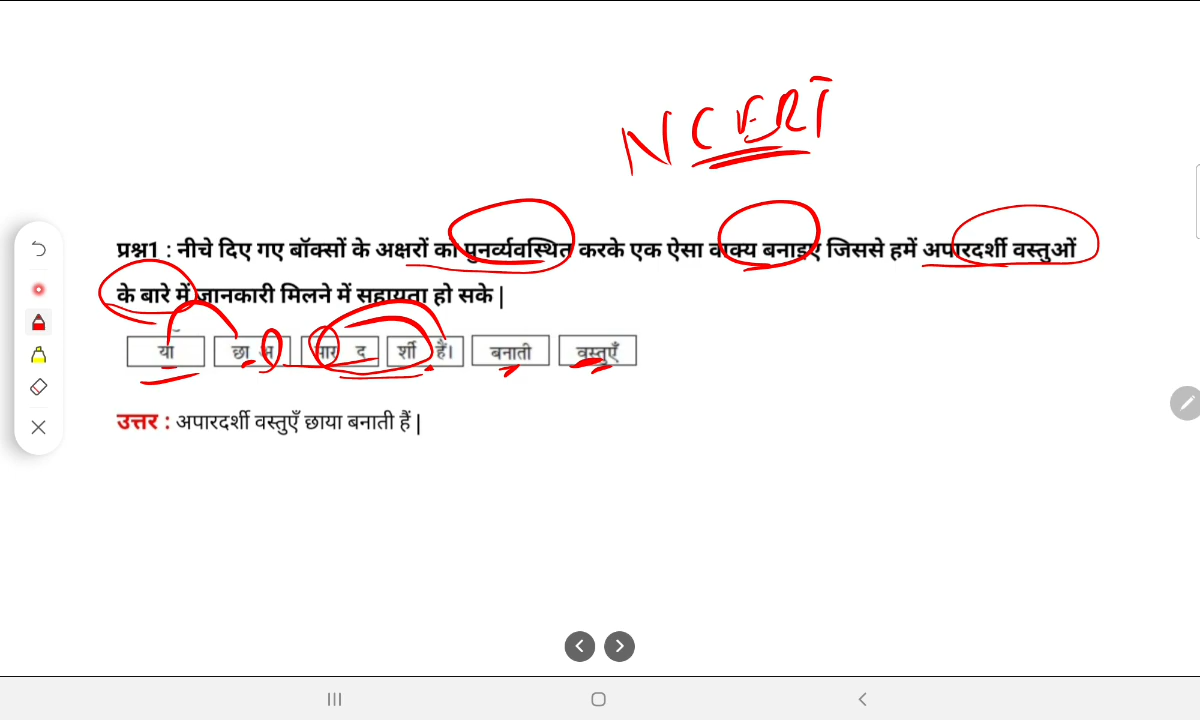 NCERT
प्रश्न1 : नीचे दिए गए बॉक्सों के अक्षरों को पुनर्व्यवस्थित करके एक ऐसा वाक्य बनाइए जिससे हमें अपारदर्शी वस्तुओं
के बारे में जानकारी मिलने में सहायता हो सके |
या छा अ पार द र्शी हैं। बनाती वस्तुएँ
उत्तर : अपारदर्शी वस्तुएँ छाया बनाती हैं |